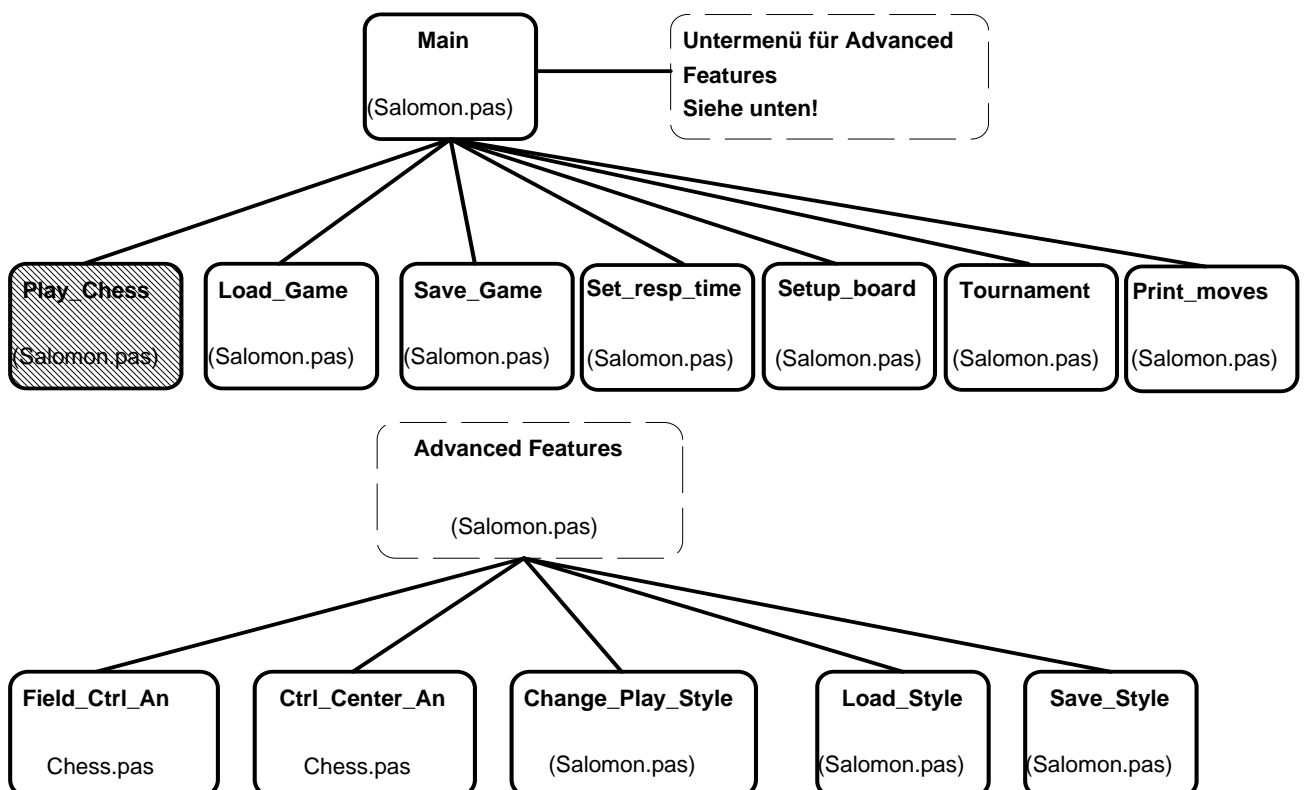 Main
(Salomon.pas)
Untermenü für Advanced
Features
Siehe unten!
Play_Chess
(Salomon.pas)
Load_Game
(Salomon.pas)
Save_Game
(Salomon.pas)
Set_resp_time
(Salomon.pas)
Setup_board
(Salomon.pas)
Tournament
(Salomon.pas)
Print_moves
(Salomon.pas)
Advanced Features
(Salomon.pas)
Field_Ctrl_An
Chess.pas
Ctrl_Center_An
Chess.pas
Change_Play_Style
(Salomon.pas)
Load_Style
(Salomon.pas)
Save_Style
(Salomon.pas)